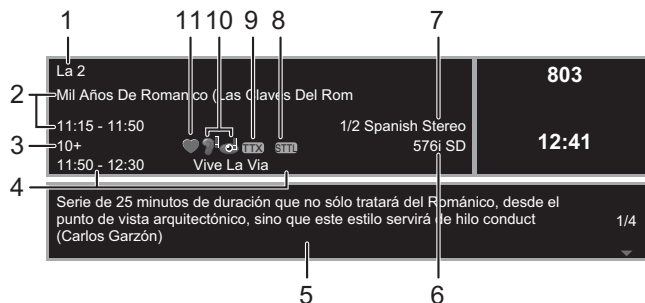 11 10 9 8
1 7
La 2
803
2 Mil Años De Romanico (Las Claves Del Rom
11:15 - 11:50 1/2 Spanish Stereo
3 10+ TTX STTL 576i SD 12:41
11:50 - 12:30 Vive La Via
4
Serie de 25 minutos de duración que no sólo tratará del Románico, desde el
punto de vista arquitectónico, sino que este estilo servirá de hilo conduct 1/4
(Carlos Garzón)
5 6